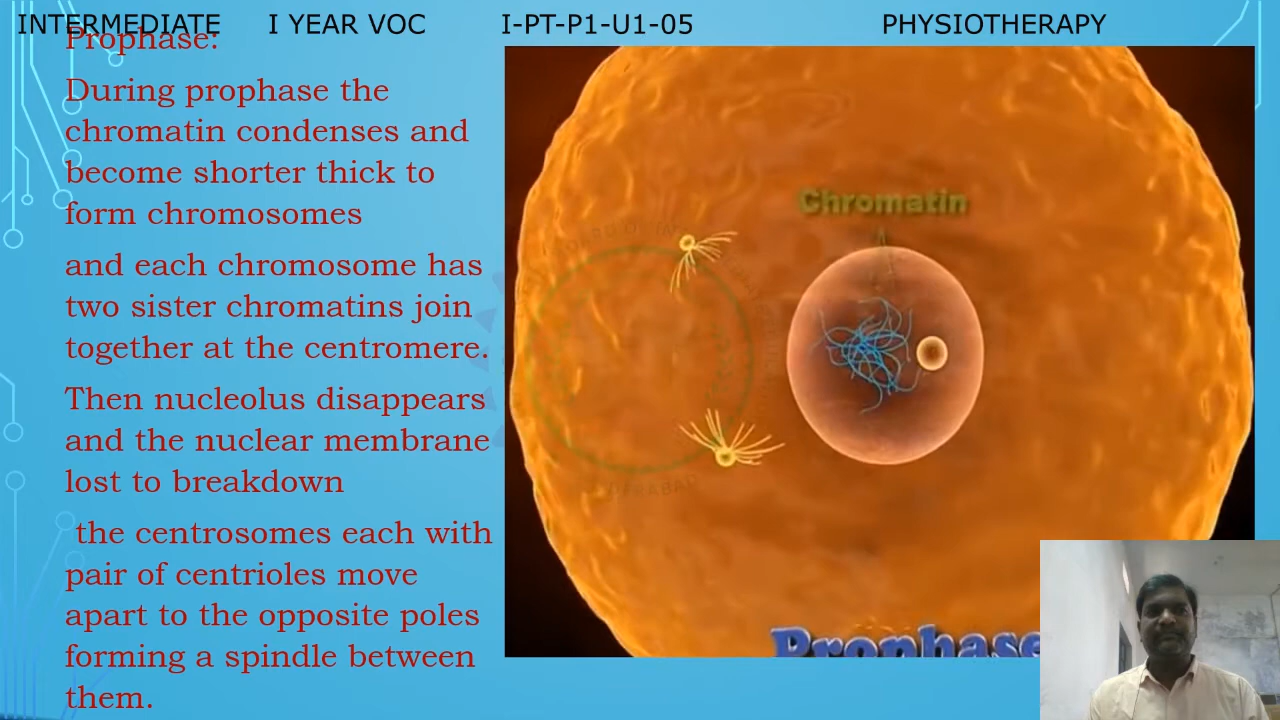 INTERMEDIATE I YEAR VOC I-PT-P1-U1-05 PHYSIOTHERAPY
Prophase:
During prophase the
chromatin condenses and
become shorter thick to
form chromosomes
and each chromosome has
two sister chromatins join
together at the centromere.
Then nucleolus disappears
and the nuclear membrane
lost to breakdown
the centrosomes each with
pair of centrioles move
apart to the opposite poles
forming a spindle between
them.
Chromatin
Prophase